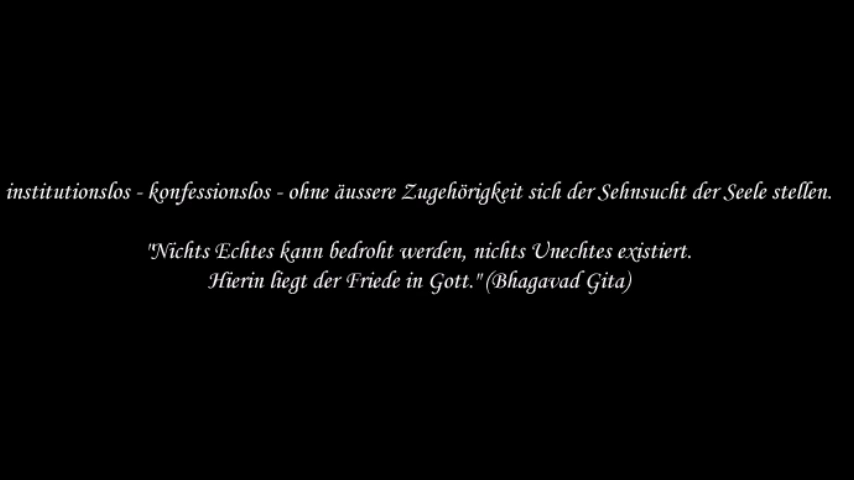 institutionslos - konfessionslos - ohne äussere Zugehörigkeit sich der Sehnsucht der Seele stellen.
"Nichts Echtes kann bedroht werden, nichts Unechtes existiert.
Hierin liegt der Friede in Gott." (Bhagavad Gita)